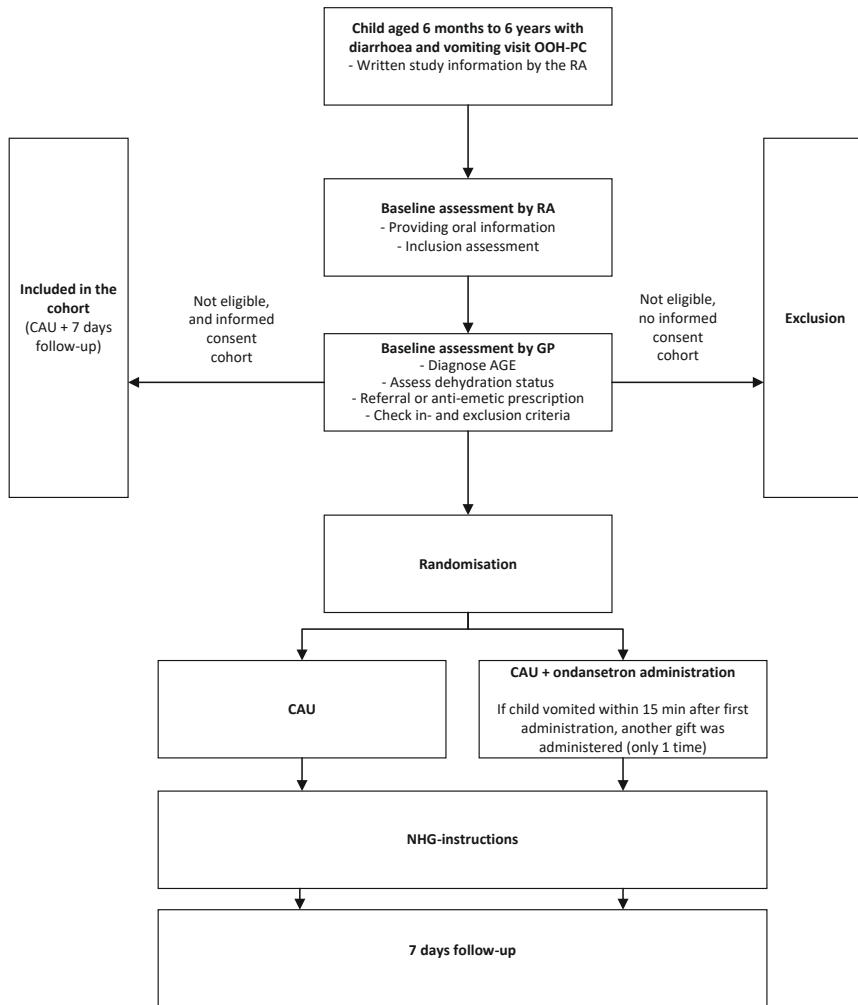 Child aged 6 months to 6 years with
diarrhoea and vomiting visit OOH-PC
- Written study information by the RA
Baseline assessment by RA
- Providing oral information
- Inclusion assessment
Included in the
cohort
(CAU + 7 days
follow-up)
Not eligible,
and informed
consent
cohort
Baseline assessment by GP
- Diagnose AGE
- Assess dehydration status
- Referral or anti-emetic prescription
- Check in- and exclusion criteria
Not eligible,
no informed
consent
cohort
Exclusion
Randomisation
CAU
CAU + ondansetron administration
If child vomited within 15 min after first
administration, another gift was
administered (only 1 time)
NHG-instructions
7 days follow-up